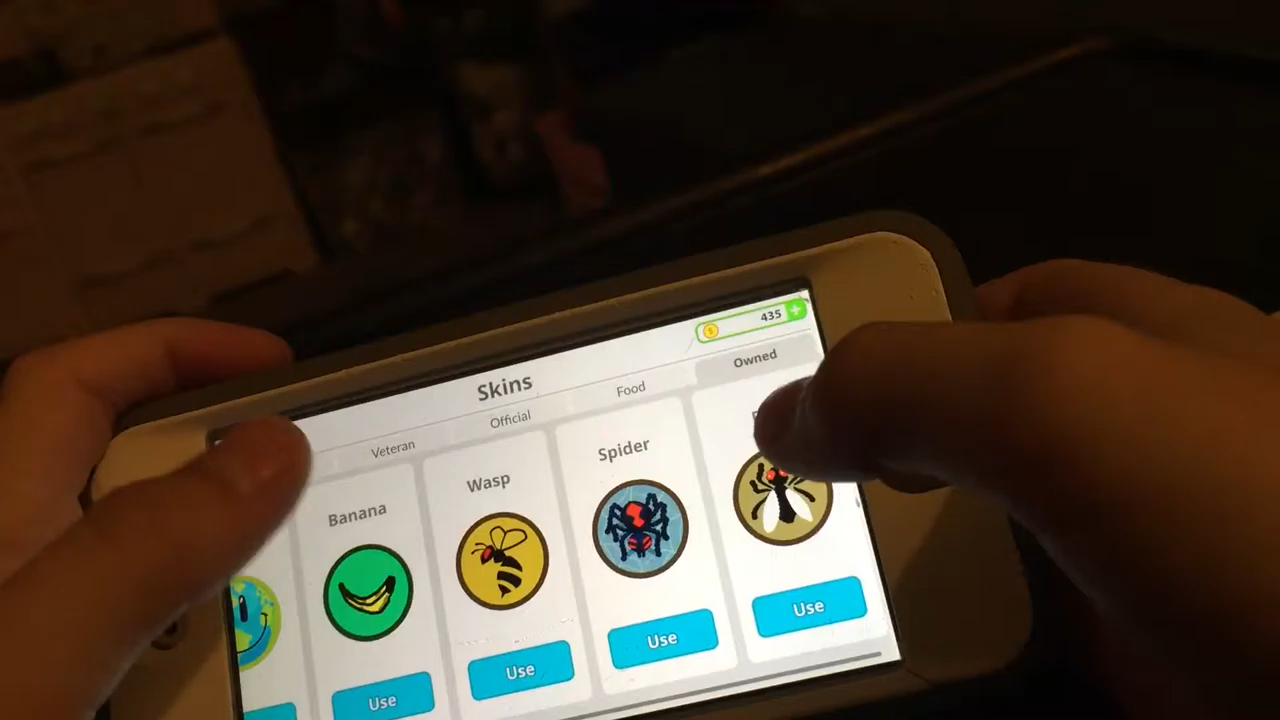 435
Skins
Veteran
Official
Food
Owned
Banana
Wasp
Spider
Use
Use
Use
Use